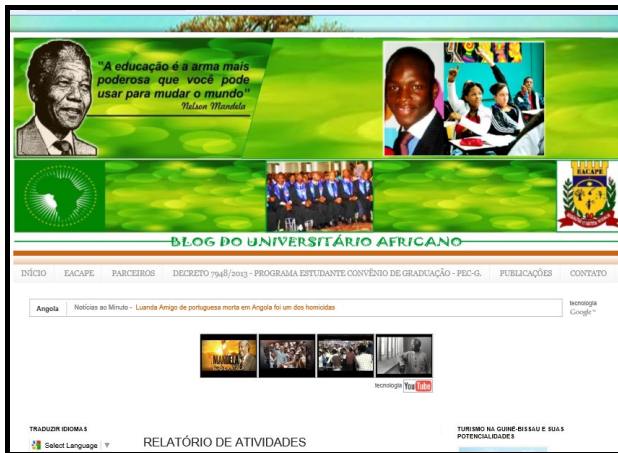 "A educação é a arma mais
poderosa que você pode
usar para mudar o mundo"
Nelson Mandela
EACAPE
BLOG DO UNIVERSITÁRIO AFRICANO
INÍCIO EACAPE PARCEIROS DECRETO 7948/2013 - PROGRAMA ESTUDANTE CONVÊNIO DE GRADUAÇÃO - PEC-G. PUBLICAÇÕES CONTATO
Angola Notícias ao Minuto - Luanda Amigo de portuguesa morta em Angola foi um dos homicidas
tecnologia
Google™
MANDELA
tecnologia YouTube
TRADUZIR IDIOMAS
Select Language ▼
RELATÓRIO DE ATIVIDADES
TURISMO NA GUINÉ-BISSAU E SUAS
POTENCIALIDADES